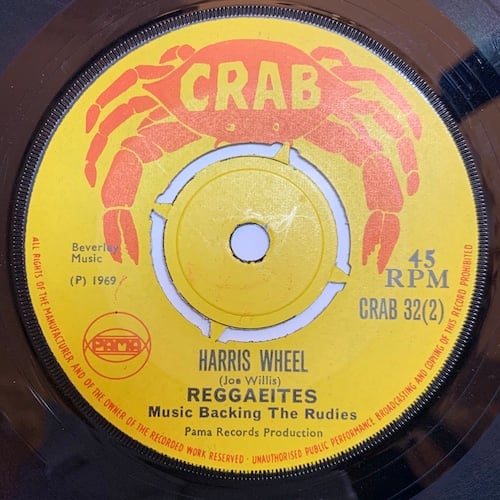 CRAB
Beverley
Music
(P) 1969
45
RPM
CRAB 32(2)
PAMA
HARRIS WHEEL
(Joe Willis)
REGGAEITES
Music Backing The Rudies
Pama Records Production
ALL RIGHTS OF THE MANUFACTURER AND OF THE OWNER OF THE RECORDED WORK RESERVED · UNAUTHORISED PUBLIC PERFORMANCE BROADCASTING AND COPYING OF THIS RECORD PROHIBITED